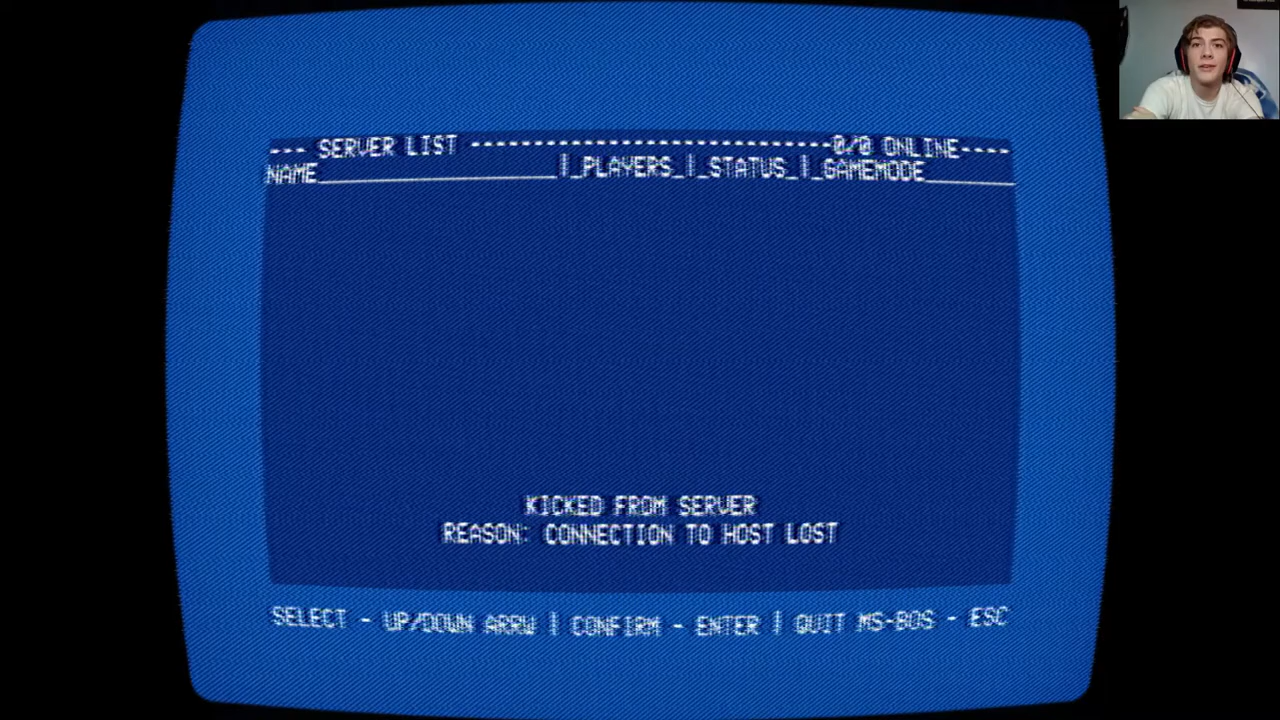 --- SERVER LIST -----------------------------0/0 ONLINE----
NAME___________________|_PLAYERS_|_STATUS_|_GAMEMODE_______
KICKED FROM SERVER
REASON: CONNECTION TO HOST LOST
SELECT - UP/DOWN ARRW | CONFIRM - ENTER | QUIT MS-BOS - ESC